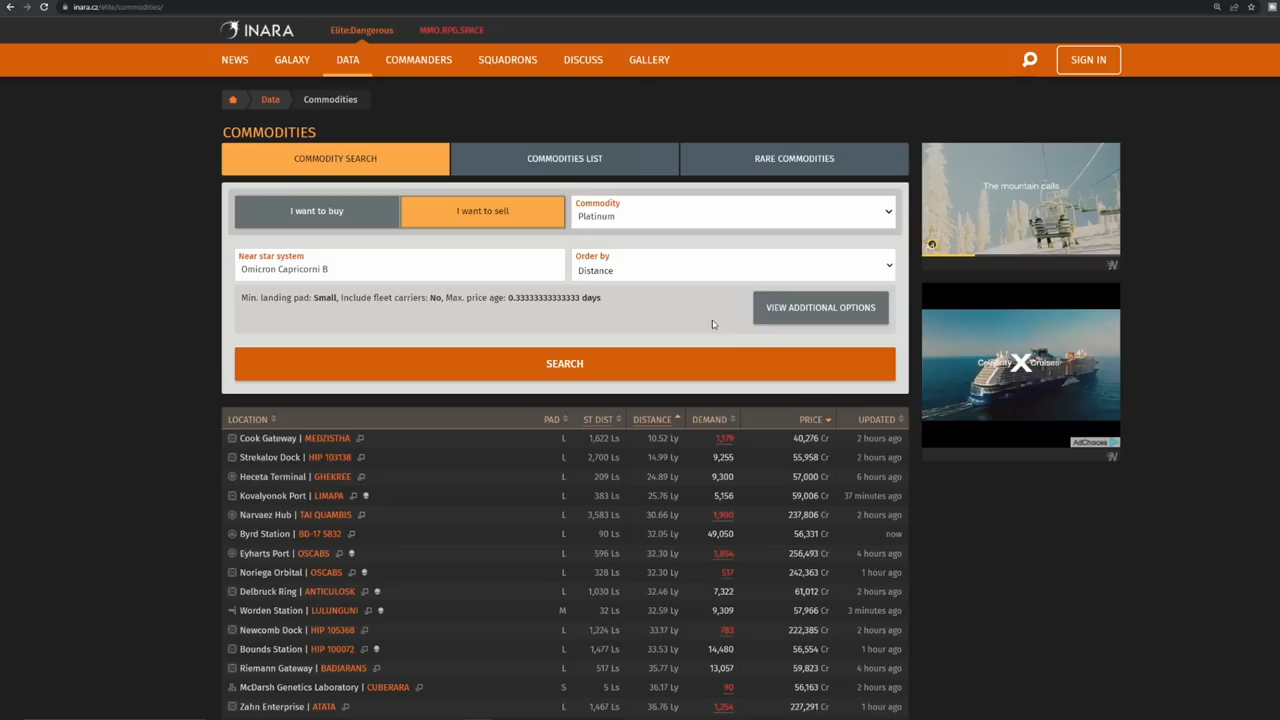 inara.cz/elite/commodities/
INARA
Elite:Dangerous
MMO.RPG.SPACE
NEWS
GALAXY
DATA
COMMANDERS
SQUADRONS
DISCUSS
GALLERY
SIGN IN
Data
Commodities
COMMODITIES
COMMODITY SEARCH
COMMODITIES LIST
RARE COMMODITIES
I want to buy
I want to sell
Commodity
Platinum
Near star system
Omicron Capricorni B
Order by
Distance
Min. landing pad: Small, Include fleet carriers: No, Max. price age: 0.33333333333333 days
VIEW ADDITIONAL OPTIONS
SEARCH
The mountain calls
Ad
Celebrity X Cruises
AdChoices
LOCATION PAD ST DIST DISTANCE DEMAND PRICE UPDATED
Cook Gateway | MEDZISTHA L 1,622 Ls 10.52 Ly 1,179 40,276 Cr 2 hours ago
Strekalov Dock | HIP 103138 L 2,700 Ls 14.99 Ly 9,255 55,958 Cr 2 hours ago
Heceta Terminal | GHEKREE L 209 Ls 24.89 Ly 9,300 57,000 Cr 6 hours ago
Kovalyonok Port | LIMAPA L 383 Ls 25.76 Ly 5,156 59,006 Cr 37 minutes ago
Narvaez Hub | TAI QUAMBIS L 3,583 Ls 30.66 Ly 1,900 237,806 Cr 2 hours ago
Byrd Station | BD-17 5832 L 90 Ls 32.05 Ly 49,050 56,331 Cr now
Eyharts Port | OSCABS L 596 Ls 32.30 Ly 1,854 256,493 Cr 4 hours ago
Noriega Orbital | OSCABS L 328 Ls 32.30 Ly 517 242,363 Cr 1 hour ago
Delbruck Ring | ANTICULOSK L 1,030 Ls 32.46 Ly 7,322 61,012 Cr 2 hours ago
Worden Station | LULUNGUNI M 32 Ls 32.59 Ly 9,309 57,966 Cr 3 minutes ago
Newcomb Dock | HIP 105368 L 1,224 Ls 33.17 Ly 783 222,385 Cr 2 hours ago
Bounds Station | HIP 100072 L 1,477 Ls 33.53 Ly 14,480 56,554 Cr 1 hour ago
Riemann Gateway | BADJARANS L 517 Ls 35.77 Ly 13,057 59,823 Cr 4 hours ago
McDarsh Genetics Laboratory | CUBERARA S 5 Ls 36.17 Ly 90 56,163 Cr 2 hours ago
Zahn Enterprise | ATATA L 1,467 Ls 36.76 Ly 1,254 227,291 Cr 1 hour ago